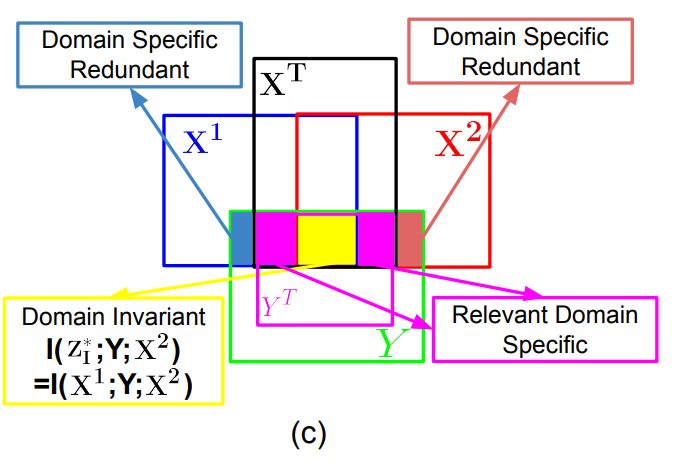 Domain Specific
Redundant
Domain Specific
Redundant
X^T
X^1
X^2
Y^T
Y
Domain Invariant
I(Z_I^*;Y;X^2)
=I(X^1;Y;X^2)
Relevant Domain
Specific
(c)